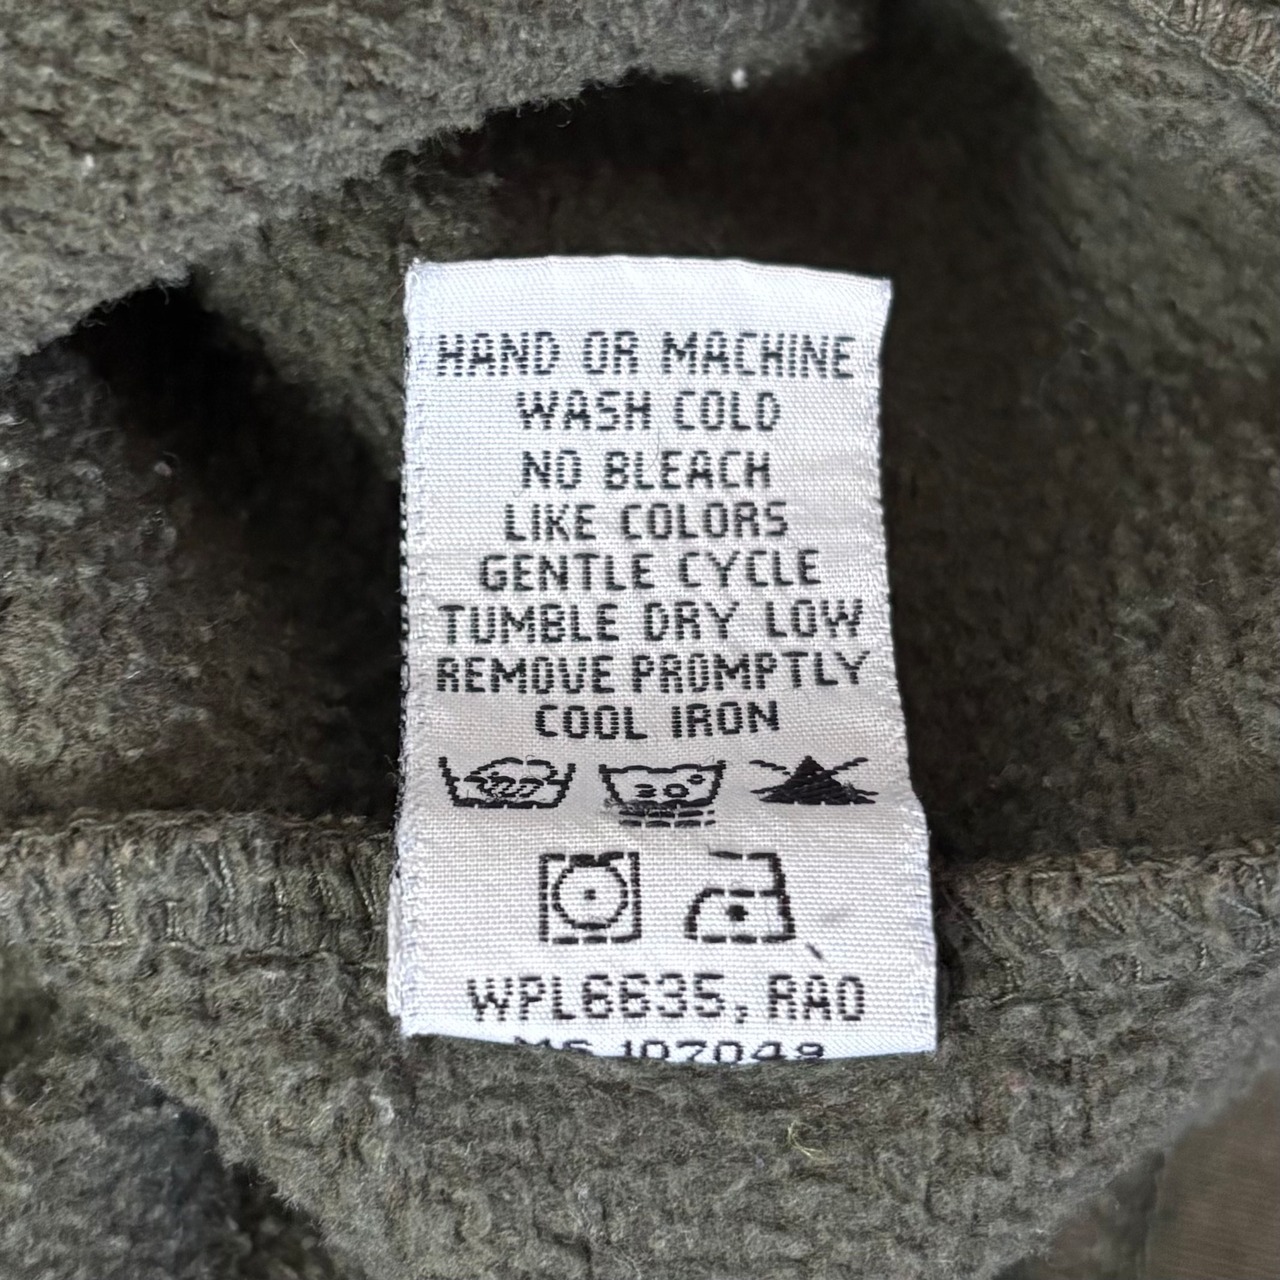 HAND OR MACHINE
WASH COLD
NO BLEACH
LIKE COLORS
GENTLE CYCLE
TUMBLE DRY LOW
REMOVE PROMPTLY
COOL IRON
30°
WPL6635, RAO